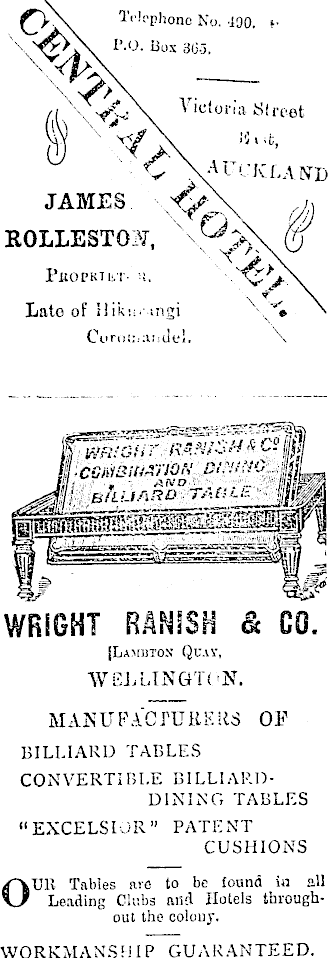 Telephone No. 490.
P.O. Box 365.
CENTRAL HOTEL.
Victoria Street
East,
AUCKLAND
JAMES
ROLLESTON,
PROPRIETOR,
Late of Hikurangi
Coromandel.
WRIGHT RANISH & CO
COMBINATION DINING
AND
BILLIARD TABLE
WRIGHT RANISH & CO.
LAMBTON QUAY,
WELLINGTON.
MANUFACTURERS OF
BILLIARD TABLES
CONVERTIBLE BILLIARD-
DINING TABLES
"EXCELSIOR" PATENT
CUSHIONS
OUR Tables are to be found in all
Leading Clubs and Hotels through-
out the colony.
WORKMANSHIP GUARANTEED.